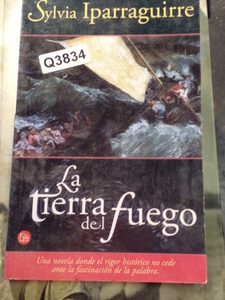 Sylvia Iparraguirre
Q3834
La
tierra
del fuego
Una novela donde el rigor histórico no cede
ante la fascinación de la palabra.